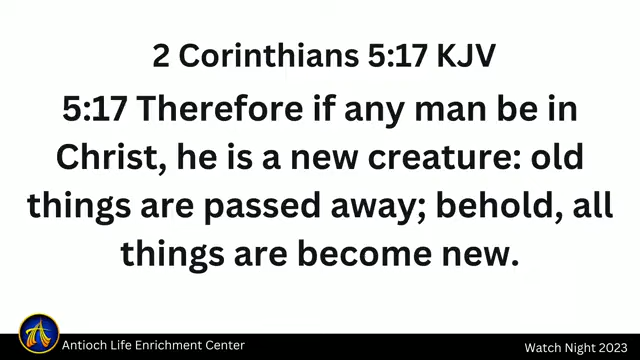 2 Corinthians 5:17 KJV
5:17 Therefore if any man be in
Christ, he is a new creature: old
things are passed away; behold, all
things are become new.
Antioch Life Enrichment Center
Watch Night 2023